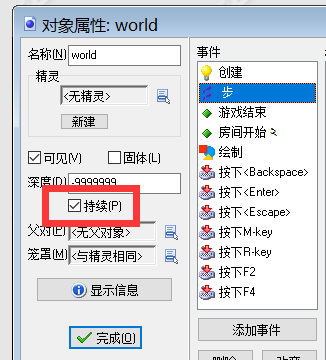 对象属性: world
名称(N) world
精灵
<无精灵>
新建
可见(V) 固体(L)
深度(D) -9999999
持续(P)
父对(P) <无父对象>
笼罩(M) <与精灵相同>
显示信息
完成(O)
事件
创建
步
游戏结束
房间开始
绘制
按下<Backspace>
按下<Enter>
按下<Escape>
按下M-key
按下R-key
按下F2
按下F4
添加事件
删除 改变